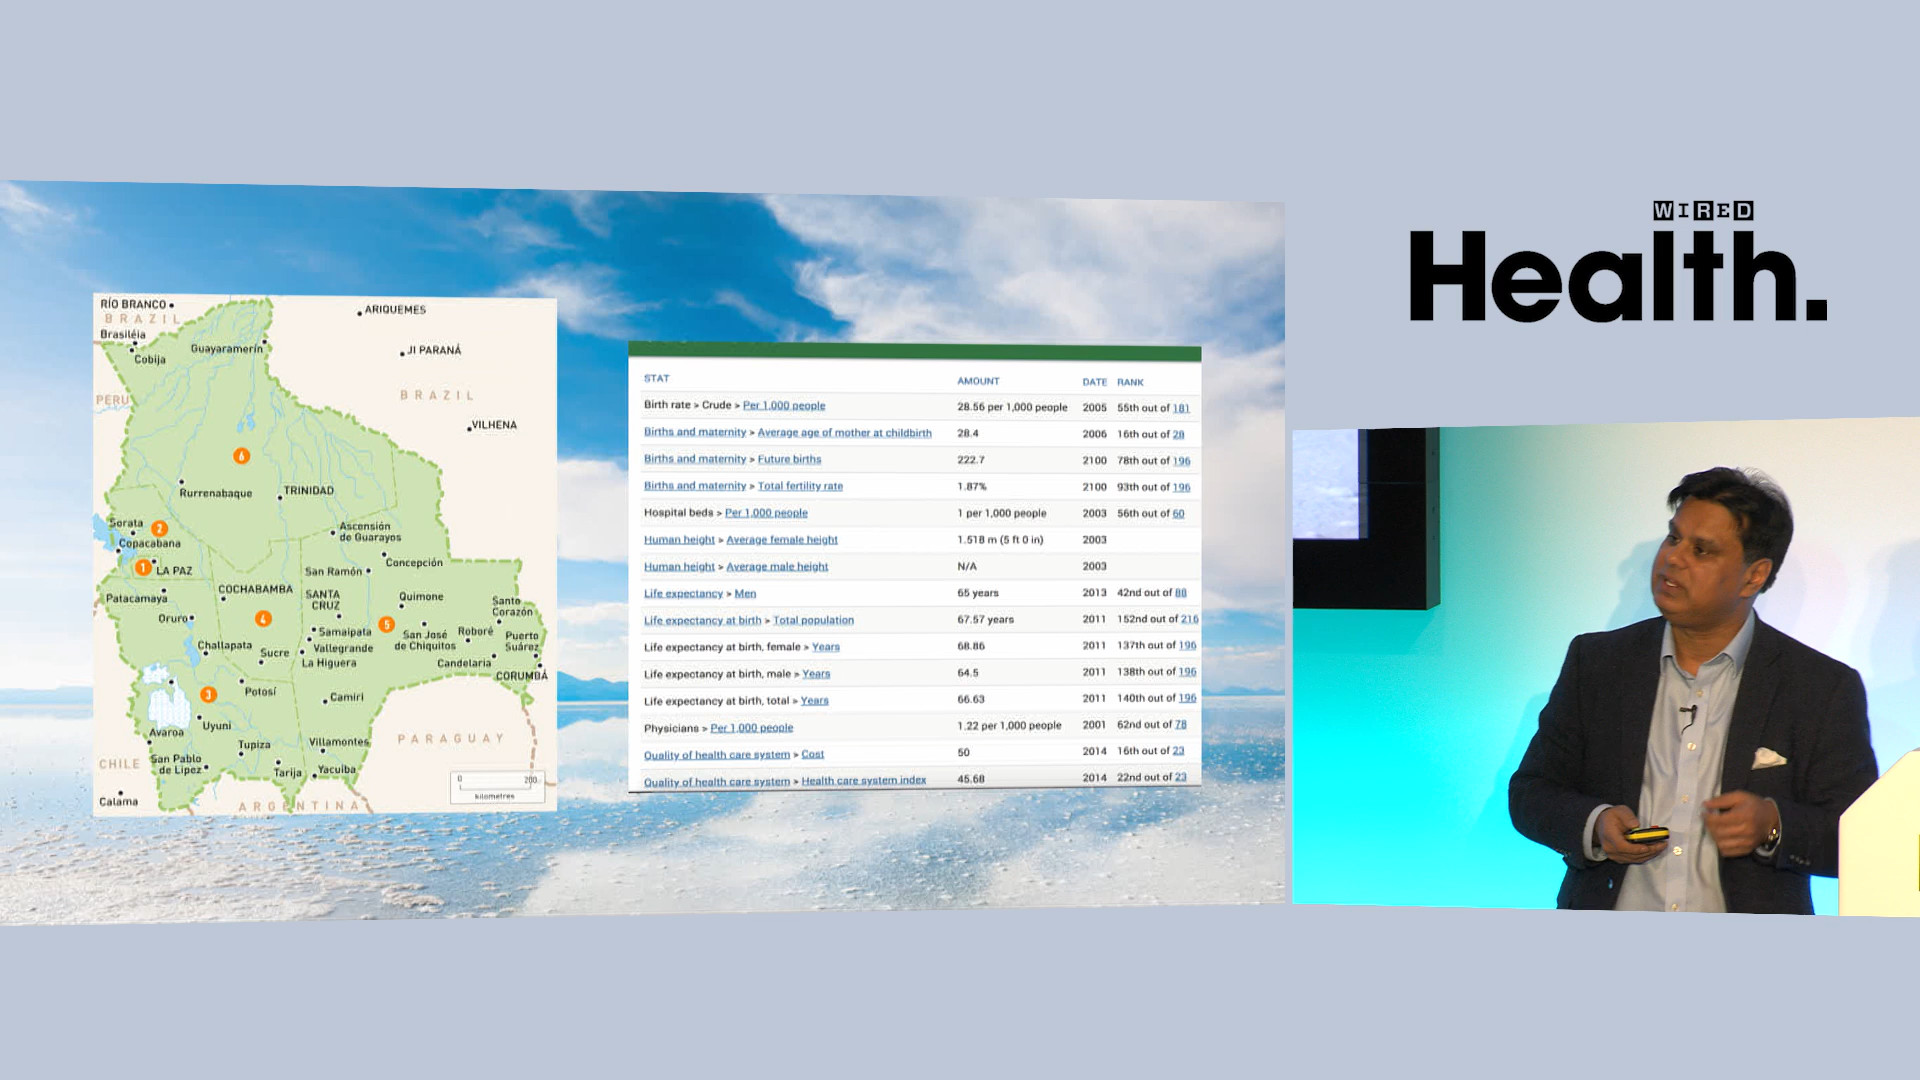 WIRED
Health.
RÍO BRANCO
BRAZIL
Brasiléia
Cobija
Guayaramerín
ARIQUEMES
JI PARANÁ
BRAZIL
PERU
VILHENA
6
Rurrenabaque
TRINIDAD
Sorata
2
Copacabana
Ascensión
de Guarayos
Concepción
1
LA PAZ
San Ramón
Patacamaya
COCHABAMBA
SANTA
CRUZ
Quimone
Santo
Corazón
Oruro
4
5
Samaipata
San José
de Chiquitos
Roboré
Puerto
Suárez
Challapata
Sucre
Vallegrande
La Higuera
Candelaria
CORUMBÁ
3
Potosí
Camiri
Uyuni
Avaroa
Tupiza
Villamontes
PARAGUAY
CHILE
San Pablo
de Lipez
Tarija
Yacuiba
0 200
kilometres
Calama
ARGENTINA
STAT AMOUNT DATE RANK
Birth rate > Crude > Per 1,000 people 28.56 per 1,000 people 2005 55th out of 181
Births and maternity > Average age of mother at childbirth 28.4 2006 16th out of 28
Births and maternity > Future births 222.7 2100 78th out of 196
Births and maternity > Total fertility rate 1.87% 2100 93th out of 196
Hospital beds > Per 1,000 people 1 per 1,000 people 2003 56th out of 60
Human height > Average female height 1.518 m (5 ft 0 in) 2003
Human height > Average male height N/A 2003
Life expectancy > Men 65 years 2013 42nd out of 88
Life expectancy at birth > Total population 67.57 years 2011 152nd out of 216
Life expectancy at birth, female > Years 68.86 2011 137th out of 196
Life expectancy at birth, male > Years 64.5 2011 138th out of 196
Life expectancy at birth, total > Years 66.63 2011 140th out of 196
Physicians > Per 1,000 people 1.22 per 1,000 people 2001 62nd out of 78
Quality of health care system > Cost 50 2014 16th out of 23
Quality of health care system > Health care system index 45.68 2014 22nd out of 23